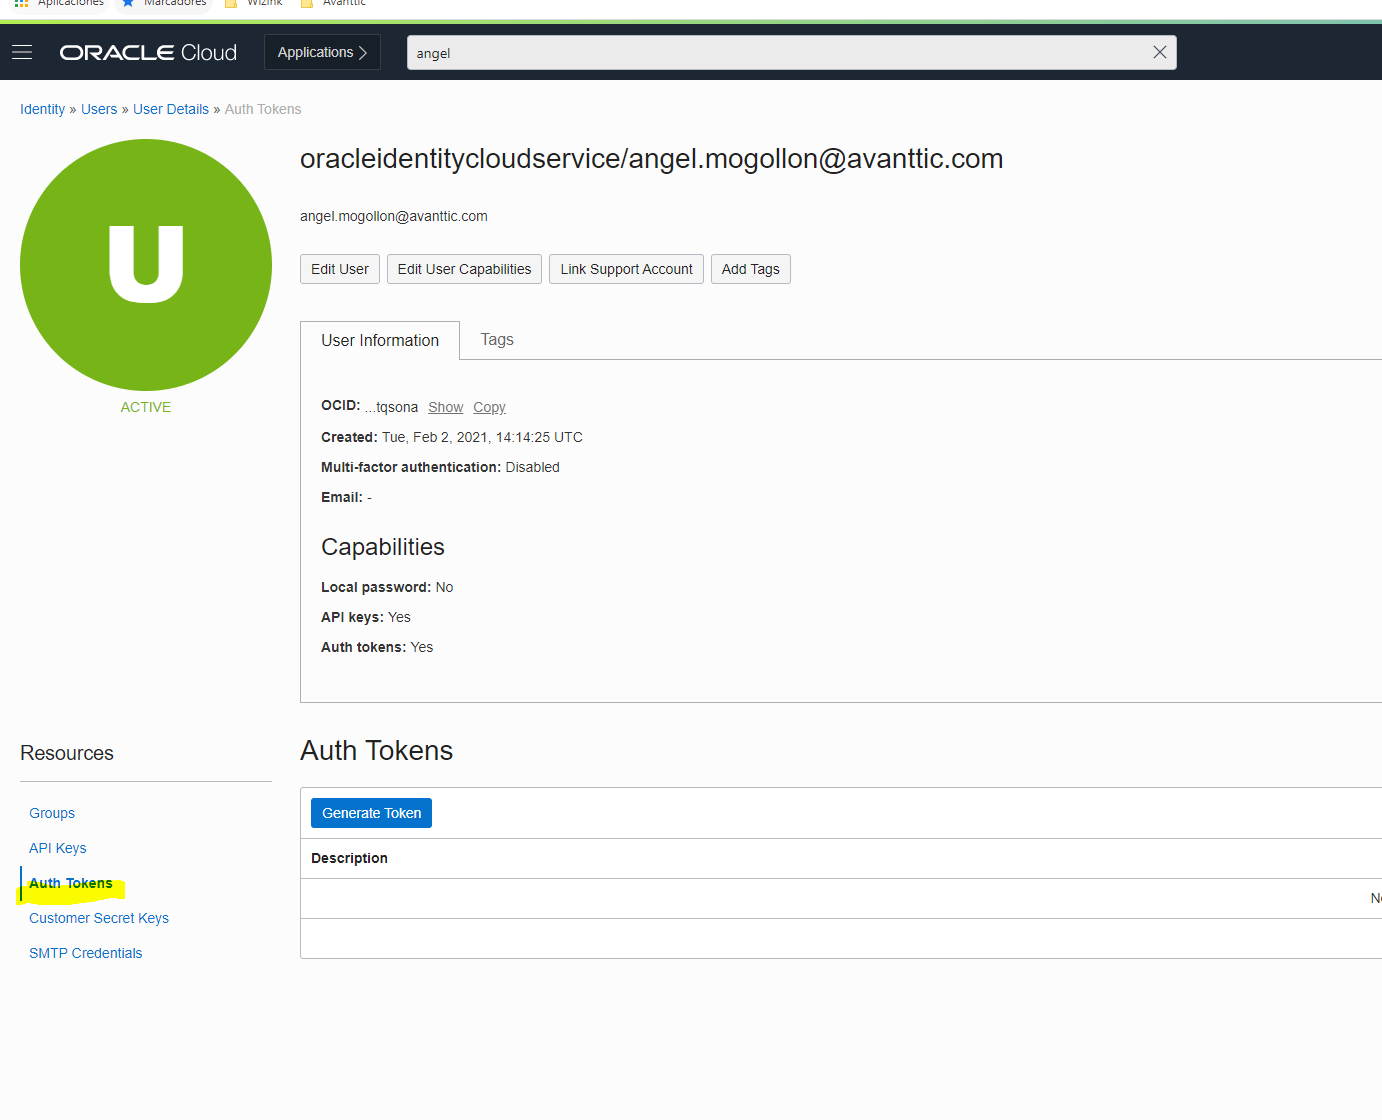 Aplicaciones Marcadores Wizink Avanttic
ORACLE Cloud Applications angel
Identity » Users » User Details » Auth Tokens
U
ACTIVE
oracleidentitycloudservice/angel.mogollon@avanttic.com
angel.mogollon@avanttic.com
Edit User Edit User Capabilities Link Support Account Add Tags
User Information Tags
OCID: ...tqsona Show Copy
Created: Tue, Feb 2, 2021, 14:14:25 UTC
Multi-factor authentication: Disabled
Email: -
Capabilities
Local password: No
API keys: Yes
Auth tokens: Yes
Resources
Groups
API Keys
Auth Tokens
Customer Secret Keys
SMTP Credentials
Auth Tokens
Generate Token
Description